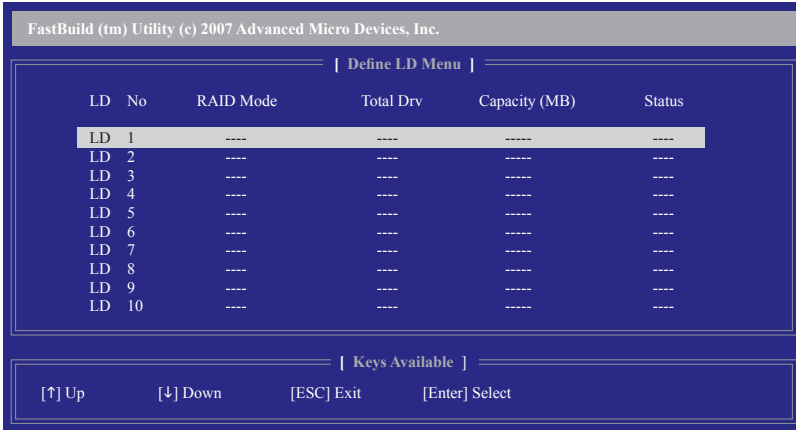 FastBuild (tm) Utility (c) 2007 Advanced Micro Devices, Inc.
[ Define LD Menu ]
LD No RAID Mode Total Drv Capacity (MB) Status
LD 1 ---- ---- ----- ----
LD 2 ---- ---- ----- ----
LD 3 ---- ---- ----- ----
LD 4 ---- ---- ----- ----
LD 5 ---- ---- ----- ----
LD 6 ---- ---- ----- ----
LD 7 ---- ---- ----- ----
LD 8 ---- ---- ----- ----
LD 9 ---- ---- ----- ----
LD 10 ---- ---- ----- ----
[ Keys Available ]
[↑] Up [↓] Down [ESC] Exit [Enter] Select